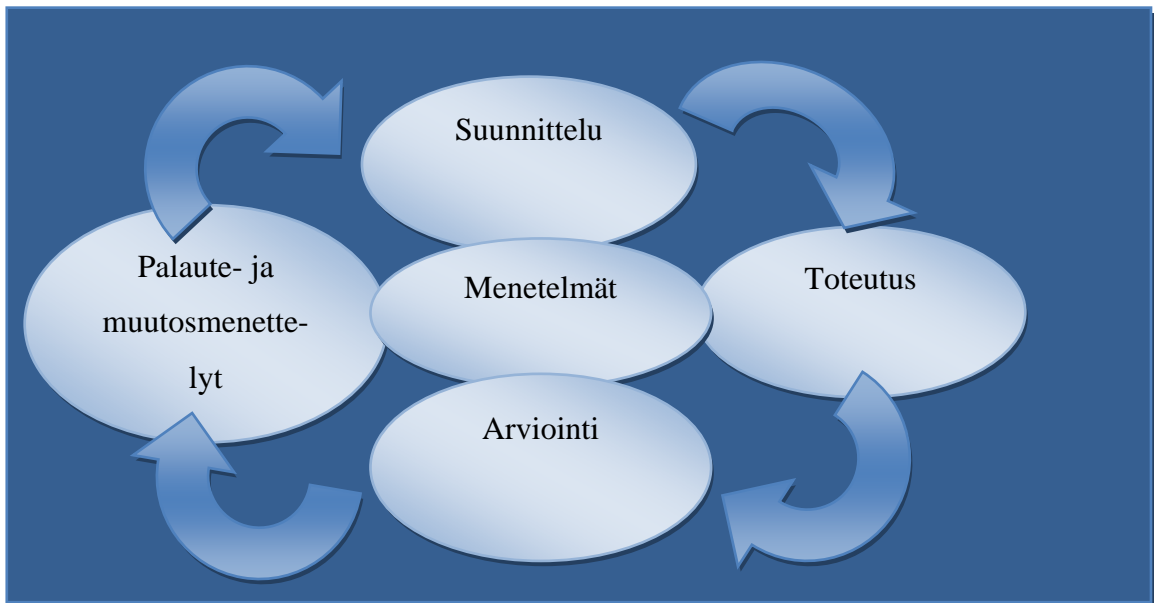 Suunnittelu
Palaute- ja
muutosmenette-
lyt
Menetelmät
Toteutus
Arviointi